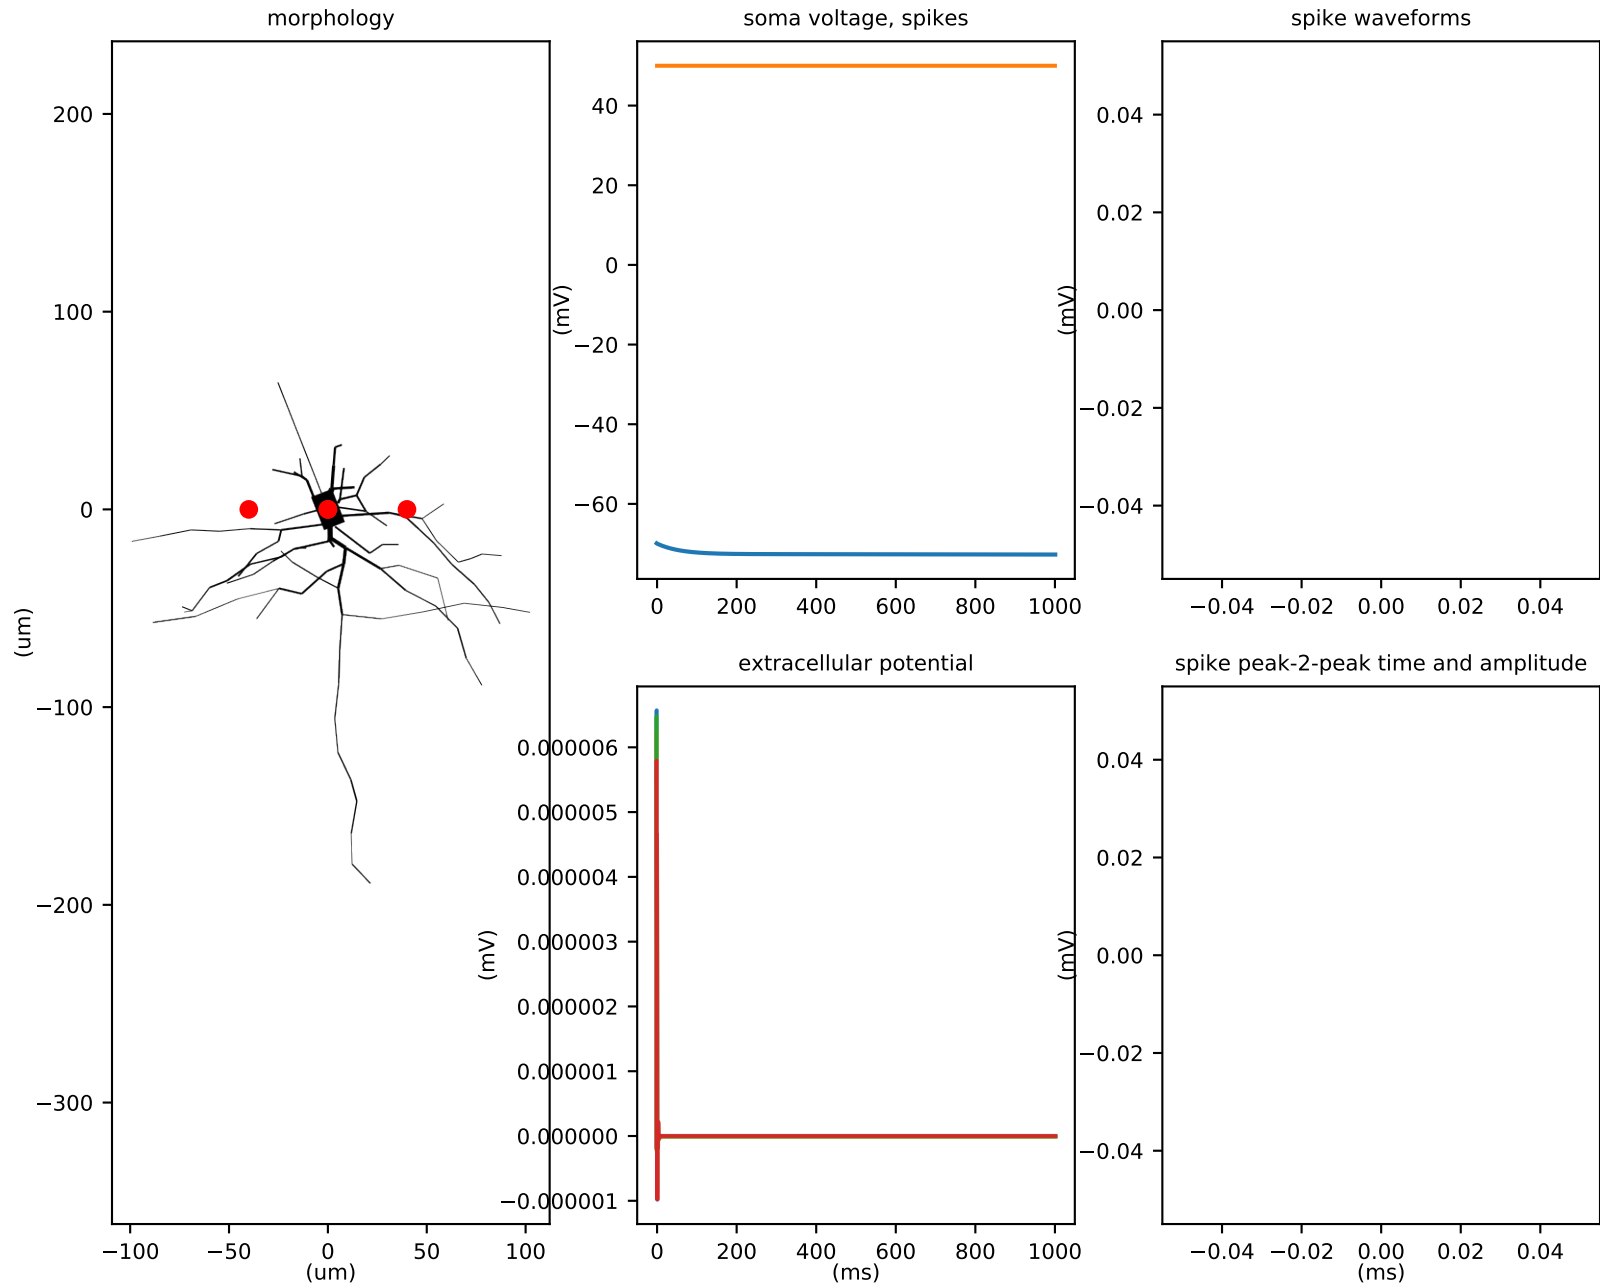 morphology
200
100
0
−100
−200
−300
(um)
−100 −50 0 50 100
(um)
soma voltage, spikes
40
20
0
−20
−40
−60
(mV)
0 200 400 600 800 1000
spike waveforms
0.04
0.02
0.00
−0.02
−0.04
(mV)
−0.04 −0.02 0.00 0.02 0.04
extracellular potential
0.000006
0.000005
0.000004
0.000003
0.000002
0.000001
0.000000
−0.000001
(mV)
0 200 400 600 800 1000
(ms)
spike peak-2-peak time and amplitude
0.04
0.02
0.00
−0.02
−0.04
(mV)
−0.04 −0.02 0.00 0.02 0.04
(ms)